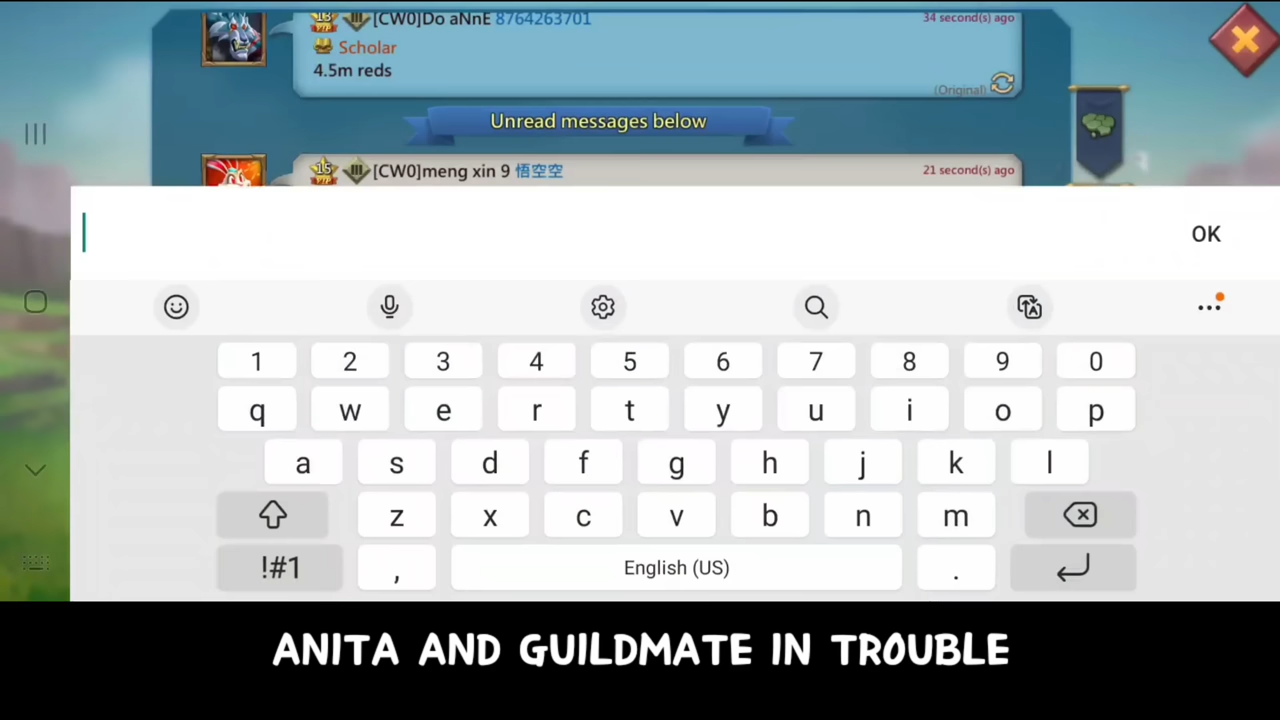 13 [CW0]Do aNnE 8764263701 34 second(s) ago
Scholar
4.5m reds
(Original)
Unread messages below
15 [CW0]meng xin 9 悟空空 21 second(s) ago
OK
1 2 3 4 5 6 7 8 9 0
q w e r t y u i o p
a s d f g h j k l
z x c v b n m
!#1 , English (US) .
ANITA AND GUILDMATE IN TROUBLE